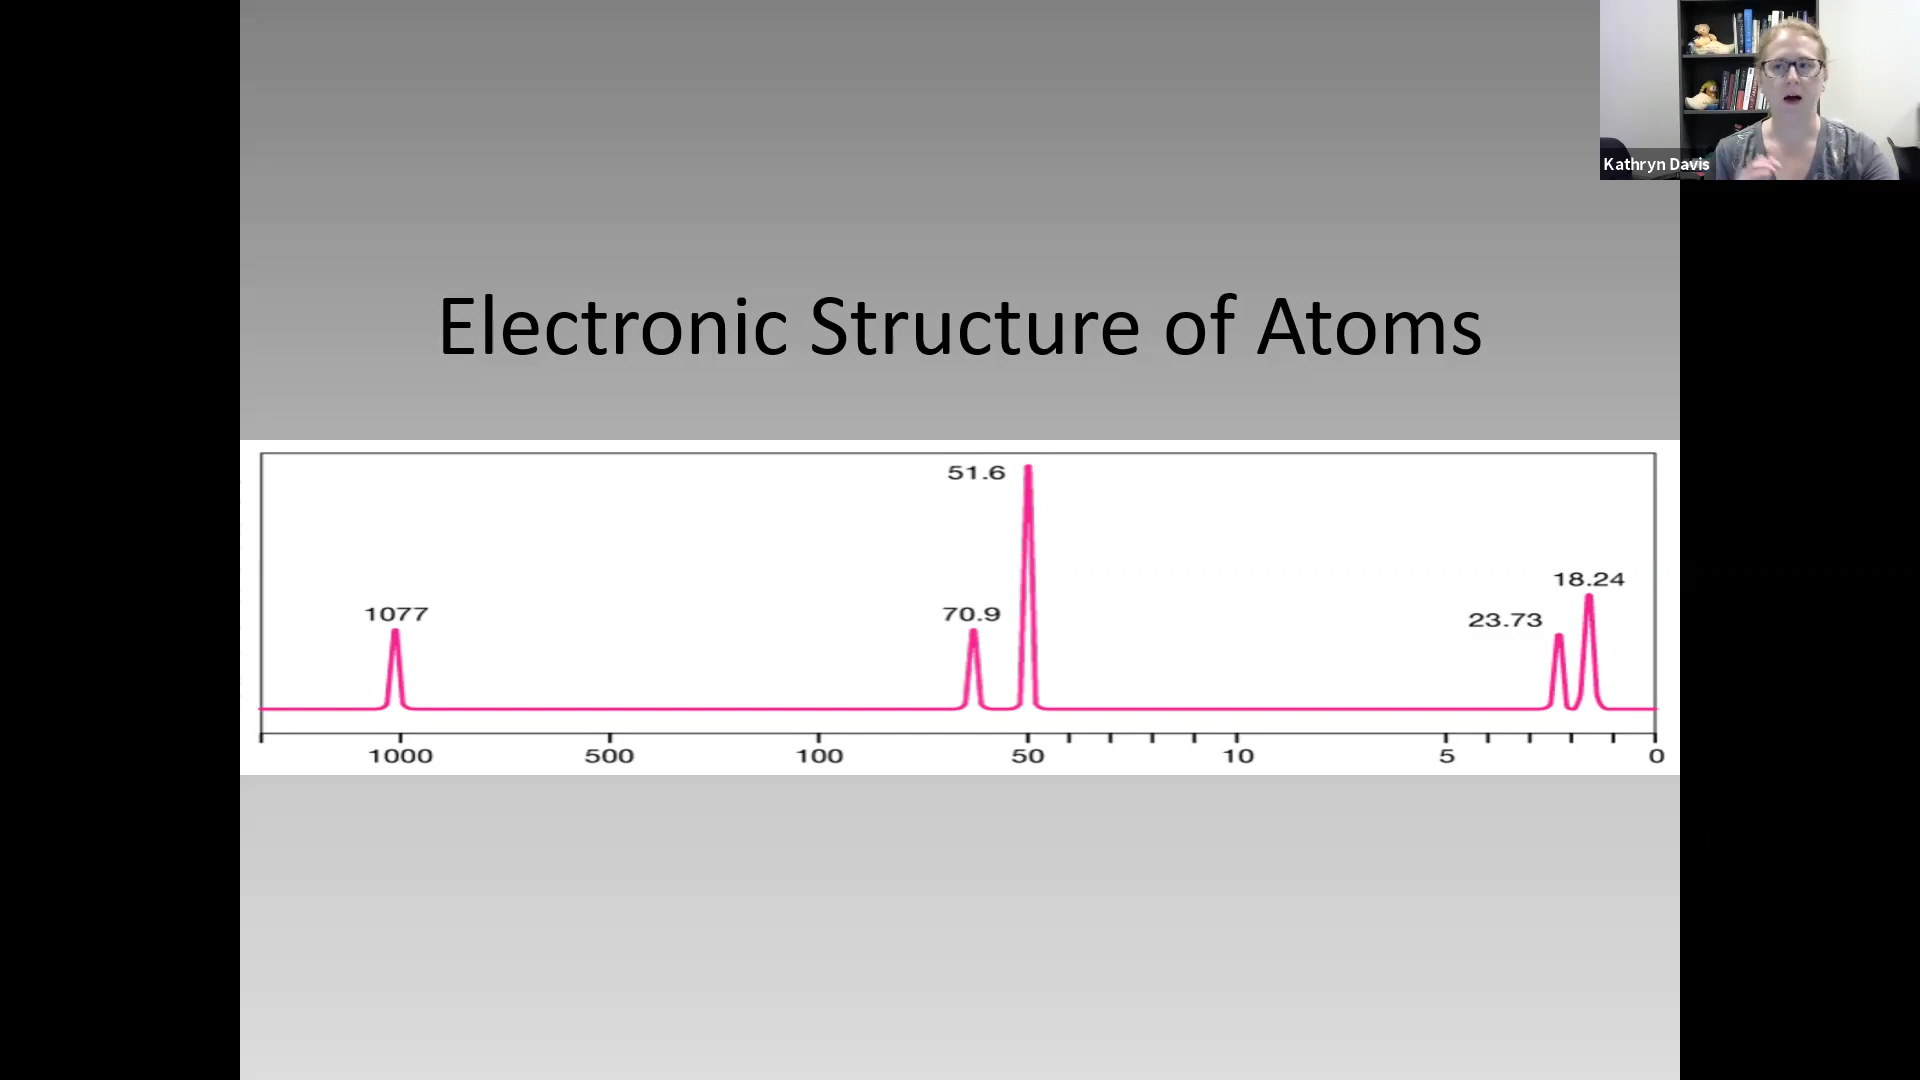 Kathryn Davis
Electronic Structure of Atoms
51.6
18.24
1077
70.9
23.73
1000 500 100 50 10 5 0